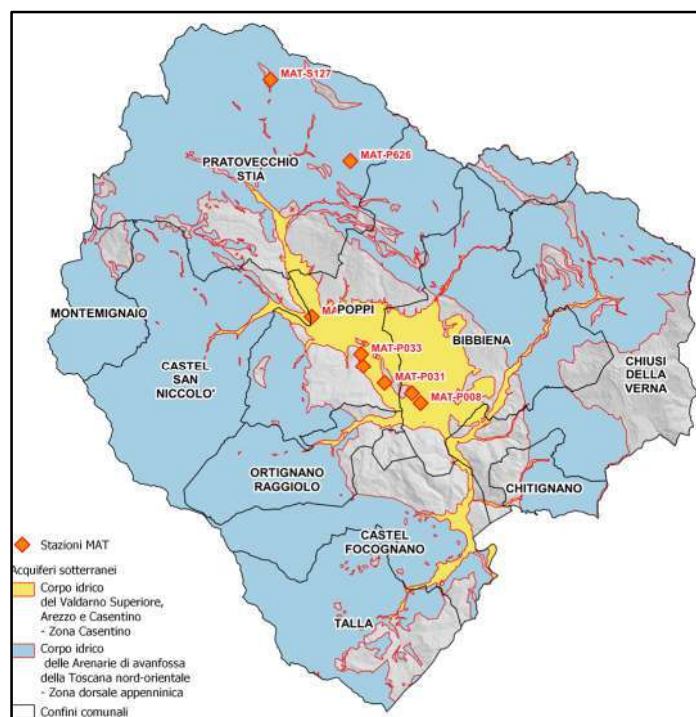 MAT-S127
MAT-P626
PRATOVECCHIO
STIA
MONTEMIGNAIO
POPPI
BIBBIENA
MAT-P033
CHIUSI
DELLA
VERNA
CASTEL
SAN
NICCOLO'
MAT-P031
MAT-P008
ORTIGNANO
RAGGIOLO
CHITIGNANO
CASTEL
FOCOGNANO
TALLA
Stazioni MAT
Acquiferi sotterranei
Corpo idrico
del Valdarno Superiore,
Arezzo e Casentino
- Zona Casentino
Corpo idrico
delle Arenarie di avanfossa
della Toscana nord-orientale
- Zona dorsale appenninica
Confini comunali